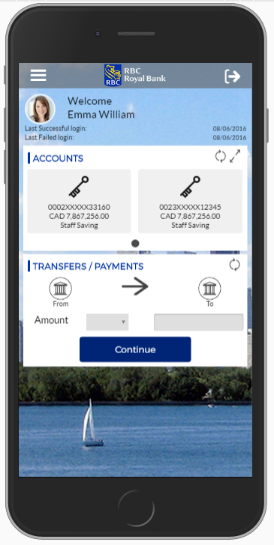 RBC
RBC
Royal Bank
Welcome
Emma William
Last Successful login:
08/06/2016
Last Failed login:
08/06/2016
ACCOUNTS
0002XXXXX33160
CAD 7,867,256.00
Staff Saving
0023XXXXX12345
CAD 7,867,256.00
Staff Saving
TRANSFERS / PAYMENTS
From
To
Amount
Continue